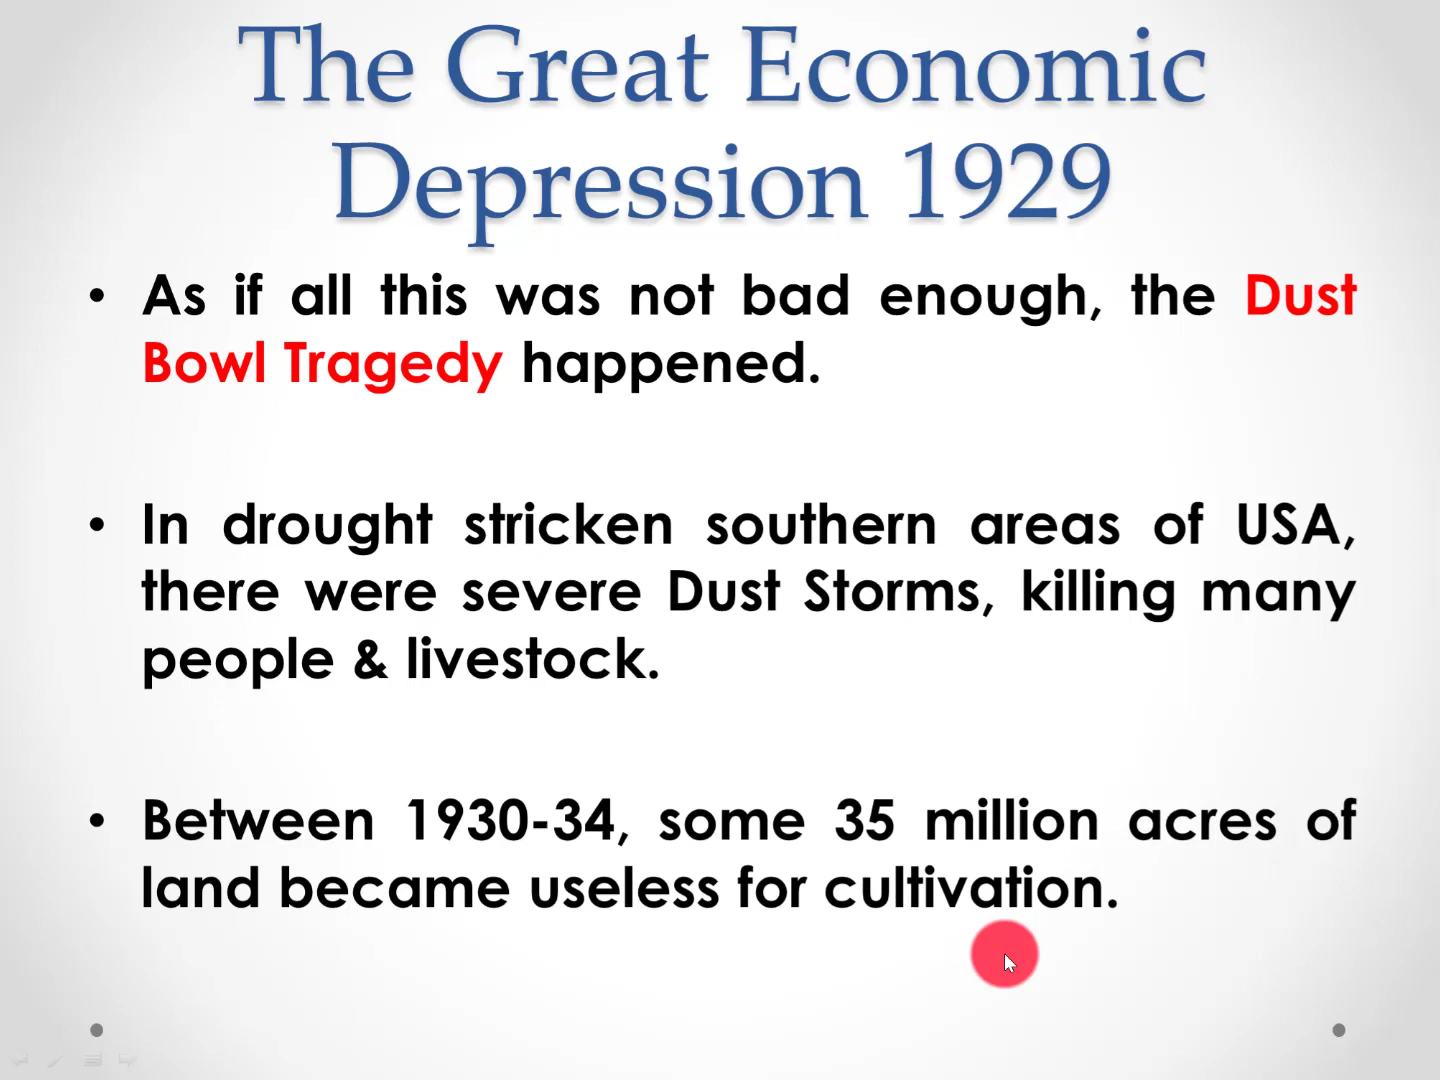 The Great Economic
Depression 1929
• As if all this was not bad enough, the Dust
Bowl Tragedy happened.
• In drought stricken southern areas of USA,
there were severe Dust Storms, killing many
people & livestock.
• Between 1930-34, some 35 million acres of
land became useless for cultivation.